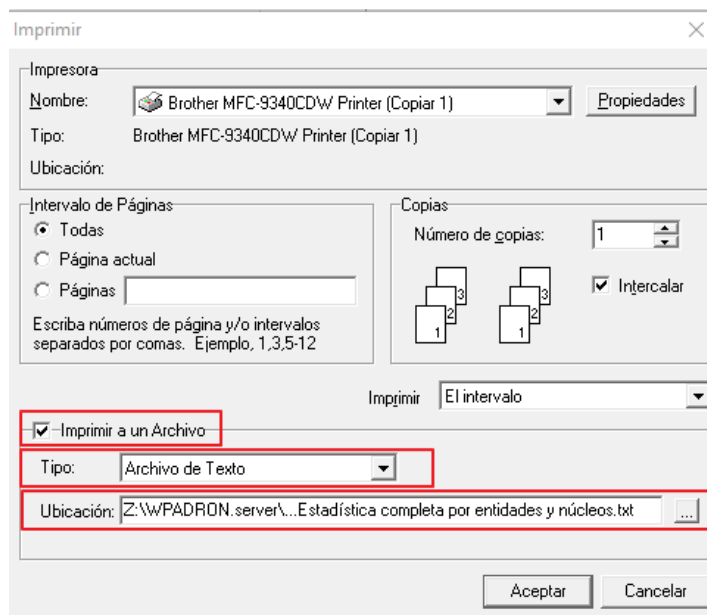 Imprimir
Impresora
Nombre: Brother MFC-9340CDW Printer (Copiar 1) Propiedades
Tipo: Brother MFC-9340CDW Printer (Copiar 1)
Ubicación:
Intervalo de Páginas
Todas
Página actual
Páginas
Escriba números de página y/o intervalos
separados por comas. Ejemplo, 1,3,5-12
Copias
Número de copias: 1
3 3
2 2
1 1
Intercalar
Imprimir El intervalo
Imprimir a un Archivo
Tipo: Archivo de Texto
Ubicación: Z:\WPADRON.server\...Estadística completa por entidades y núcleos.txt ...
Aceptar Cancelar